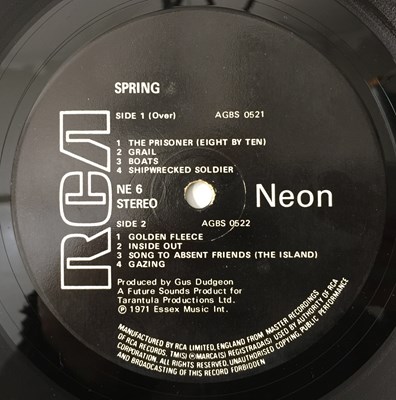 SPRING
SIDE 1 (Over) AGBS 0521
1 THE PRISONER (EIGHT BY TEN)
2 GRAIL
3 BOATS
4 SHIPWRECKED SOLDIER
RCA
NE 6
STEREO
Neon
SIDE 2 AGBS 0522
1 GOLDEN FLEECE
2 INSIDE OUT
3 SONG TO ABSENT FRIENDS (THE ISLAND)
4 GAZING
Produced by Gus Dudgeon
A Future Sounds Product for
Tarantula Productions Ltd.
℗ 1971 Essex Music Int.
MANUFACTURED BY RCA LIMITED, ENGLAND FROM MASTER RECORDINGS
OF RCA RECORDS. TM(S) ®MARCA(S) REGISTRADA(S) USED BY AUTHORITY OF RCA
CORPORATION. ALL RIGHTS RESERVED. UNAUTHORISED COPYING, PUBLIC PERFORMANCE
AND BROADCASTING OF THIS RECORD FORBIDDEN